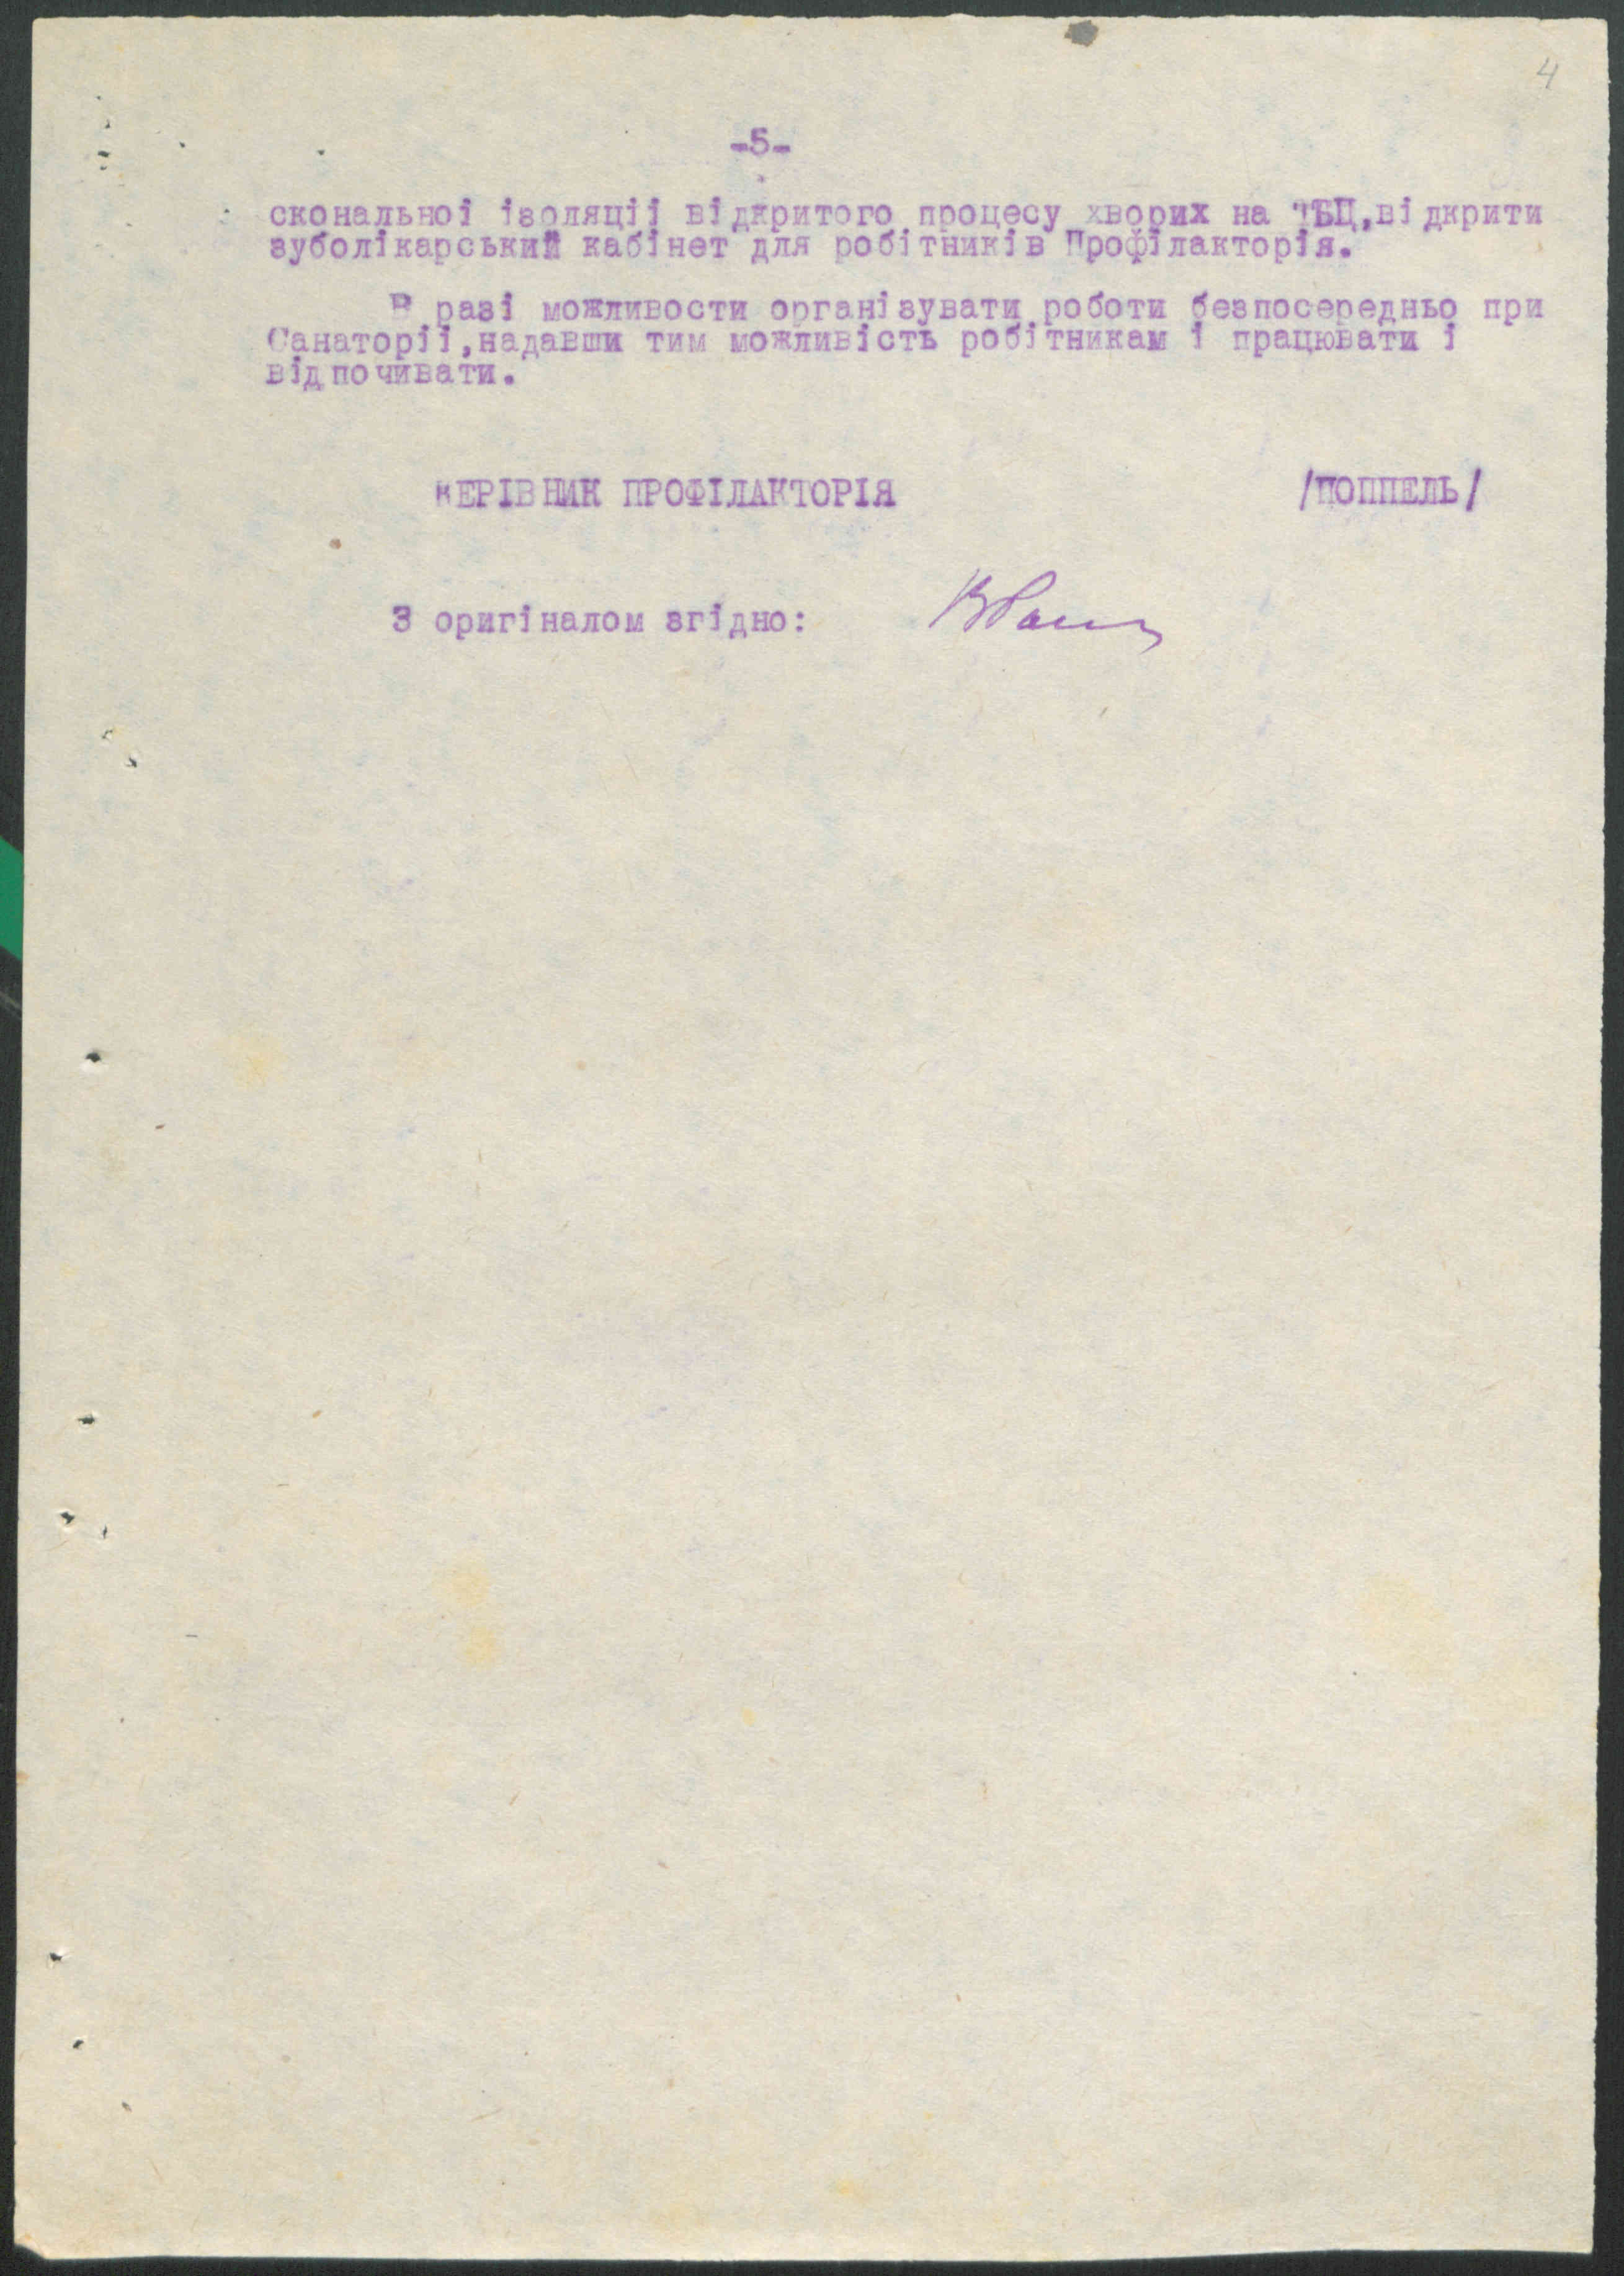 4
-5-
скональної ізоляції відкритого процесу хворих на ТБЦ,відкрити
зуболікарський кабінет для робітників Профілакторія.
В разі можливости організувати роботи безпосередньо при
Санаторії,надавши тим можливість робітникам і працювати і
відпочивати.
КЕРІВНИК ПРОФІЛАКТОРІЯ /ПОППЕЛЬ/
З оригіналом згідно: